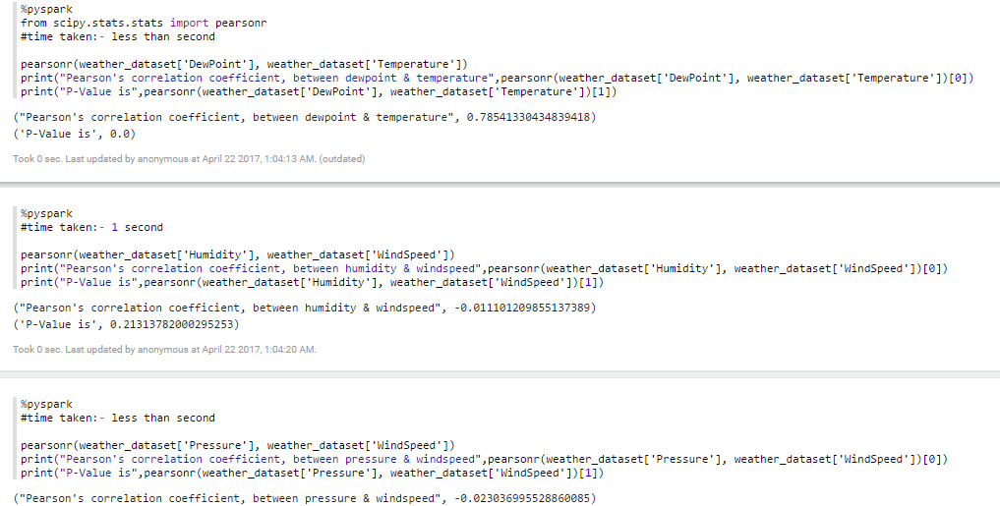 %pyspark
from scipy.stats.stats import pearsonr
#time taken:- less than second
pearsonr(weather_dataset['DewPoint'], weather_dataset['Temperature'])
print("Pearson's correlation coefficient, between dewpoint & temperature",pearsonr(weather_dataset['DewPoint'], weather_dataset['Temperature'])[0])
print("P-Value is",pearsonr(weather_dataset['DewPoint'], weather_dataset['Temperature'])[1])
("Pearson's correlation coefficient, between dewpoint & temperature", 0.78541330434839418)
('P-Value is', 0.0)
Took 0 sec. Last updated by anonymous at April 22 2017, 1:04:13 AM. (outdated)
%pyspark
#time taken:- 1 second
pearsonr(weather_dataset['Humidity'], weather_dataset['WindSpeed'])
print("Pearson's correlation coefficient, between humidity & windspeed",pearsonr(weather_dataset['Humidity'], weather_dataset['WindSpeed'])[0])
print("P-Value is",pearsonr(weather_dataset['Humidity'], weather_dataset['WindSpeed'])[1])
("Pearson's correlation coefficient, between humidity & windspeed", -0.011101209855137389)
('P-Value is', 0.21313782000295253)
Took 0 sec. Last updated by anonymous at April 22 2017, 1:04:20 AM.
%pyspark
#time taken:- less than second
pearsonr(weather_dataset['Pressure'], weather_dataset['WindSpeed'])
print("Pearson's correlation coefficient, between pressure & windspeed",pearsonr(weather_dataset['Pressure'], weather_dataset['WindSpeed'])[0])
print("P-Value is",pearsonr(weather_dataset['Pressure'], weather_dataset['WindSpeed'])[1])
("Pearson's correlation coefficient, between pressure & windspeed", -0.023036995528860085)